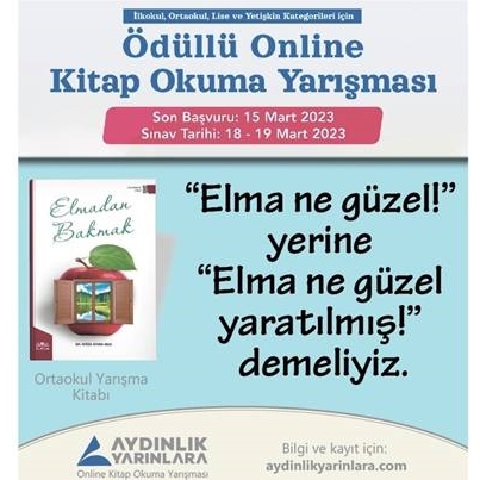 İlkokul, Ortaokul, Lise ve Yetişkin Kategorileri için
Ödüllü Online
Kitap Okuma Yarışması
Son Başvuru: 15 Mart 2023
Sınav Tarihi: 18 - 19 Mart 2023
Elmadan
Bakmak
“Elma ne güzel!”
yerine
“Elma ne güzel
yaratılmış!”
demeliyiz.
Ortaokul Yarışma
Kitabı
AYDINLIK
YARINLARA
Online Kitap Okuma Yarışması
Bilgi ve kayıt için:
aydinlikyarinlara.com